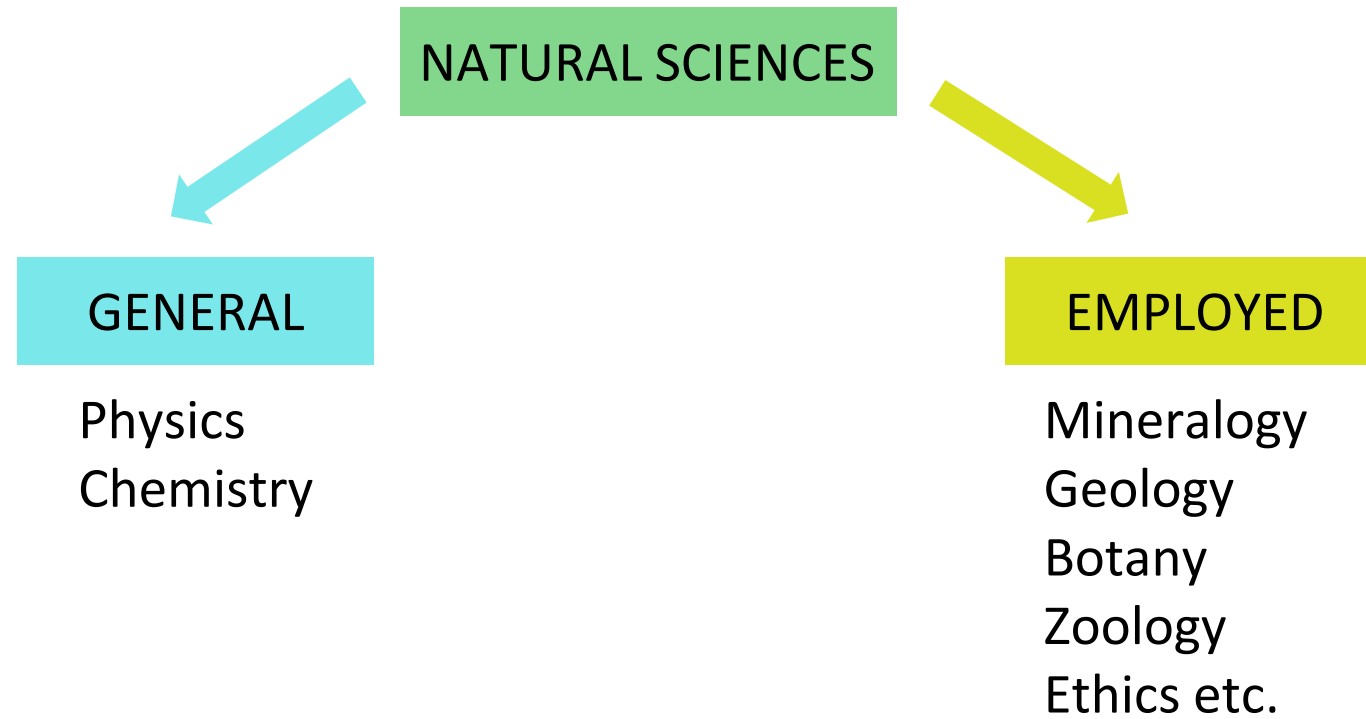 NATURAL SCIENCES
GENERAL
Physics
Chemistry
EMPLOYED
Mineralogy
Geology
Botany
Zoology
Ethics etc.